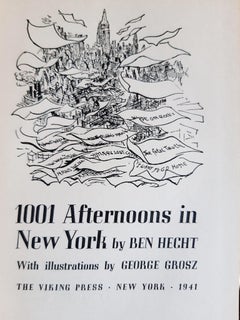 1001 Afternoons in
New York by BEN HECHT
With illustrations by GEORGE GROSZ
THE VIKING PRESS · NEW YORK · 1941